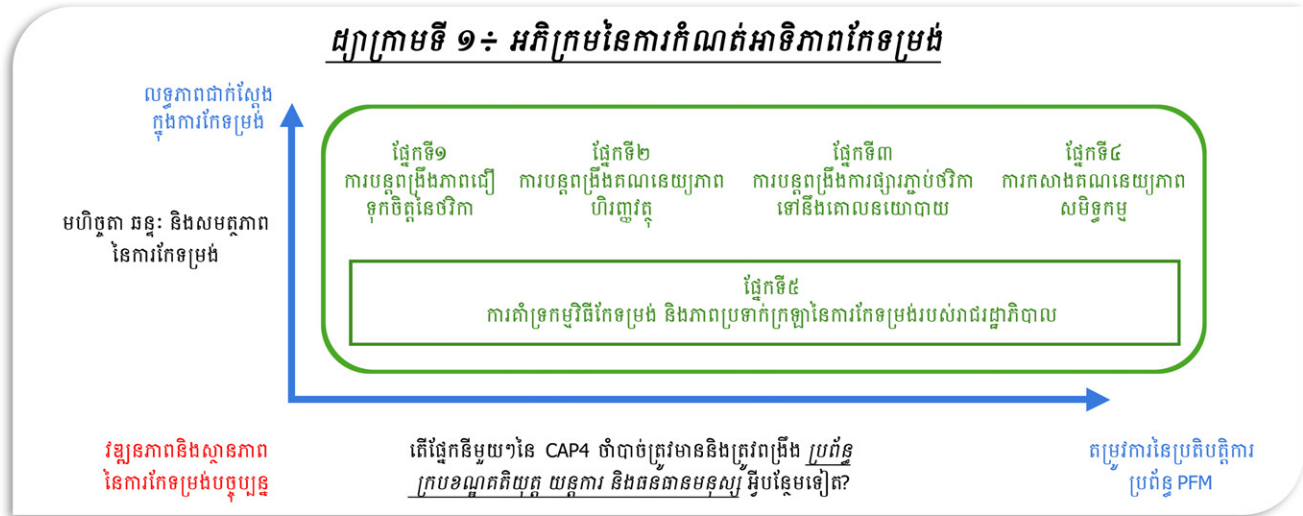 ដ្យាក្រាមទី ១÷ អភិក្រមនៃការកំណត់អាទិភាពកែទម្រង់
លទ្ធភាពជាក់ស្តែង
ក្នុងការកែទម្រង់
មហិច្ឆតា ឆន្ទៈ និងសមត្ថភាព
នៃការកែទម្រង់
ផ្នែកទី១
ការបន្តពង្រឹងភាពជឿ
ទុកចិត្តនៃថវិកា
ផ្នែកទី២
ការបន្តពង្រឹងគណនេយ្យភាព
ហិរញ្ញវត្ថុ
ផ្នែកទី៣
ការបន្តពង្រឹងការផ្សារភ្ជាប់ថវិកា
ទៅនឹងគោលនយោបាយ
ផ្នែកទី៤
ការកសាងគណនេយ្យភាព
សមិទ្ធកម្ម
ផ្នែកទី៥
ការគាំទ្រកម្មវិធីកែទម្រង់ និងភាពប្រទាក់ក្រឡានៃការកែទម្រង់របស់រាជរដ្ឋាភិបាល
វឌ្ឍនភាពនិងស្ថានភាព
នៃការកែទម្រង់បច្ចុប្បន្ន
តើផ្នែកនីមួយៗនៃ CAP4 ចាំបាច់ត្រូវមាននិងត្រូវពង្រឹង ប្រព័ន្ធ
ក្របខណ្ឌគតិយុត្ត យន្តការ និងធនធានមនុស្ស អ្វីបន្ថែមទៀត?
តម្រូវការនៃប្រតិបត្តិការ
ប្រព័ន្ធ PFM